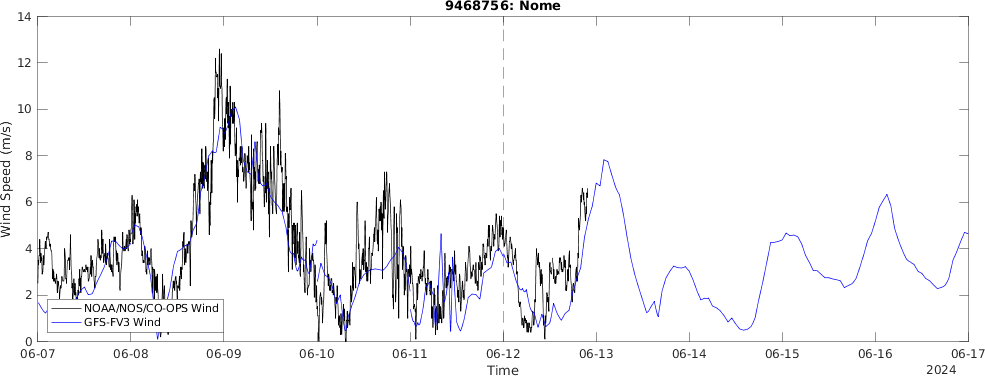 9468756: Nome
14
12
10
8
6
4
2
0
Wind Speed (m/s)
NOAA/NOS/CO-OPS Wind
GFS-FV3 Wind
06-07 06-08 06-09 06-10 06-11 06-12 06-13 06-14 06-15 06-16 06-17
Time
2024